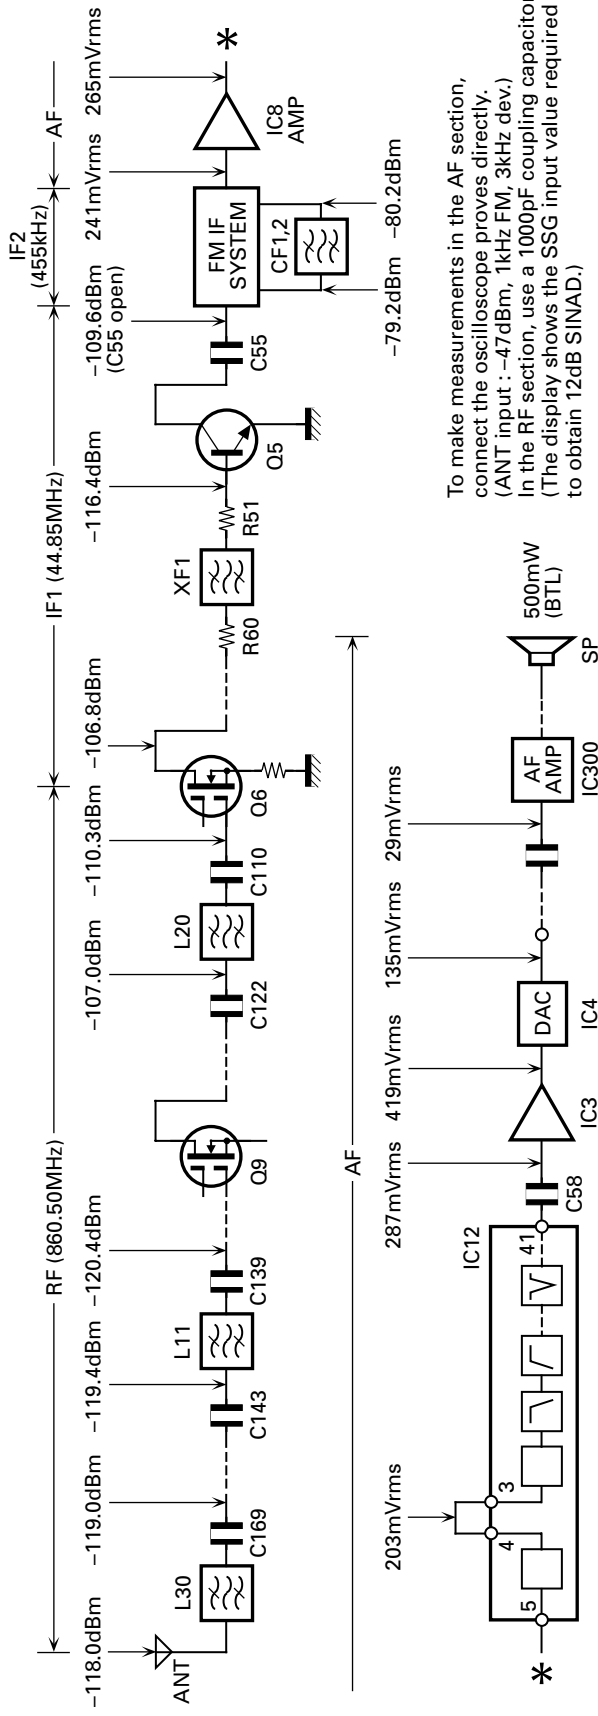 RF (860.50MHz)
IF1 (44.85MHz)
IF2
(455kHz)
AF
–118.0dBm
–119.0dBm
–119.4dBm
–120.4dBm
–107.0dBm
–110.3dBm
–106.8dBm
–116.4dBm
–109.6dBm
(C55 open)
241mVrms
265mVrms
ANT
L30
C169
C143
L11
C139
Q9
C122
L20
C110
Q6
R60
XF1
R51
Q5
C55
FM IF
SYSTEM
CF1,2
–79.2dBm
–80.2dBm
IC8
AMP
*
AF
203mVrms
287mVrms
419mVrms
135mVrms
29mVrms
*
5
4
3
IC12
41
C58
IC3
DAC
IC4
AF
AMP
IC300
500mW
(BTL)
SP
To make measurements in the AF section,
connect the oscilloscope proves directly.
(ANT input : –47dBm, 1kHz FM, 3kHz dev.)
In the RF section, use a 1000pF coupling capacitor
(The display shows the SSG input value required
to obtain 12dB SINAD.)